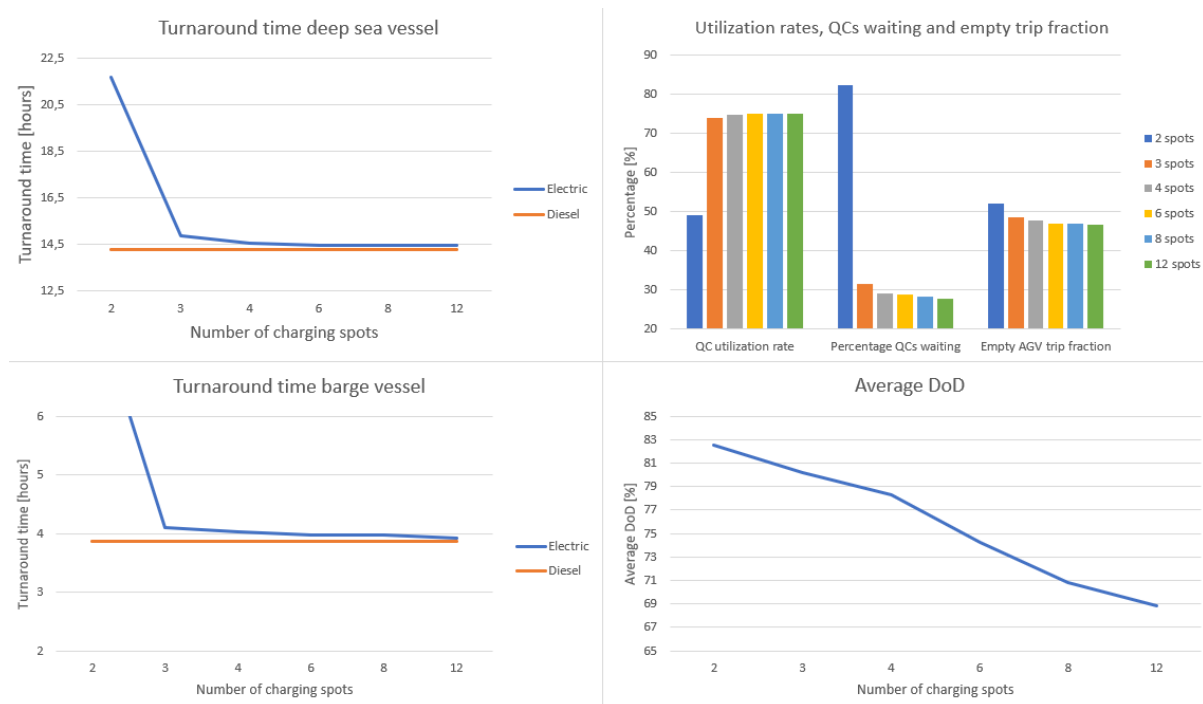 Turnaround time deep sea vessel
22,5
20,5
18,5
16,5
14,5
12,5
Turnaround time [hours]
2 3 4 6 8 12
Number of charging spots
Electric
Diesel
Utilization rates, QCs waiting and empty trip fraction
90
80
70
60
50
40
30
20
Percentage [%]
QC utilization rate Percentage QCs waiting Empty AGV trip fraction
2 spots
3 spots
4 spots
6 spots
8 spots
12 spots
Turnaround time barge vessel
6
5
4
3
2
Turnaround time [hours]
2 3 4 6 8 12
Number of charging spots
Electric
Diesel
Average DoD
85
83
81
79
77
75
73
71
69
67
65
Average DoD [%]
2 3 4 6 8 12
Number of charging spots